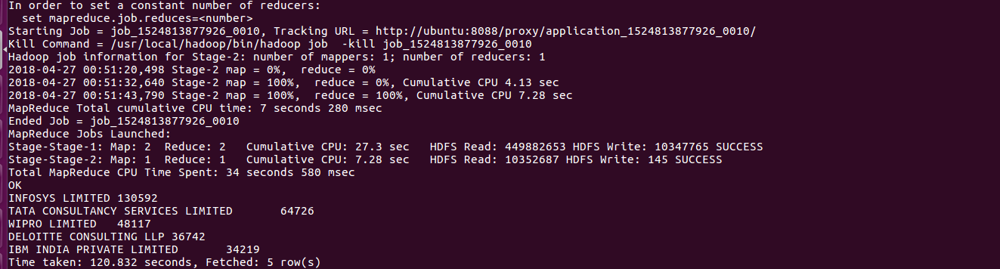 In order to set a constant number of reducers:
  set mapreduce.job.reduces=<number>
Starting Job = job_1524813877926_0010, Tracking URL = http://ubuntu:8088/proxy/application_1524813877926_0010/
Kill Command = /usr/local/hadoop/bin/hadoop job  -kill job_1524813877926_0010
Hadoop job information for Stage-2: number of mappers: 1; number of reducers: 1
2018-04-27 00:51:20,498 Stage-2 map = 0%,  reduce = 0%
2018-04-27 00:51:32,640 Stage-2 map = 100%,  reduce = 0%, Cumulative CPU 4.13 sec
2018-04-27 00:51:43,790 Stage-2 map = 100%,  reduce = 100%, Cumulative CPU 7.28 sec
MapReduce Total cumulative CPU time: 7 seconds 280 msec
Ended Job = job_1524813877926_0010
MapReduce Jobs Launched:
Stage-Stage-1: Map: 2  Reduce: 2   Cumulative CPU: 27.3 sec   HDFS Read: 449882653 HDFS Write: 10347765 SUCCESS
Stage-Stage-2: Map: 1  Reduce: 1   Cumulative CPU: 7.28 sec   HDFS Read: 10352687 HDFS Write: 145 SUCCESS
Total MapReduce CPU Time Spent: 34 seconds 580 msec
OK
INFOSYS LIMITED 130592
TATA CONSULTANCY SERVICES LIMITED       64726
WIPRO LIMITED   48117
DELOITTE CONSULTING LLP 36742
IBM INDIA PRIVATE LIMITED       34219
Time taken: 120.832 seconds, Fetched: 5 row(s)